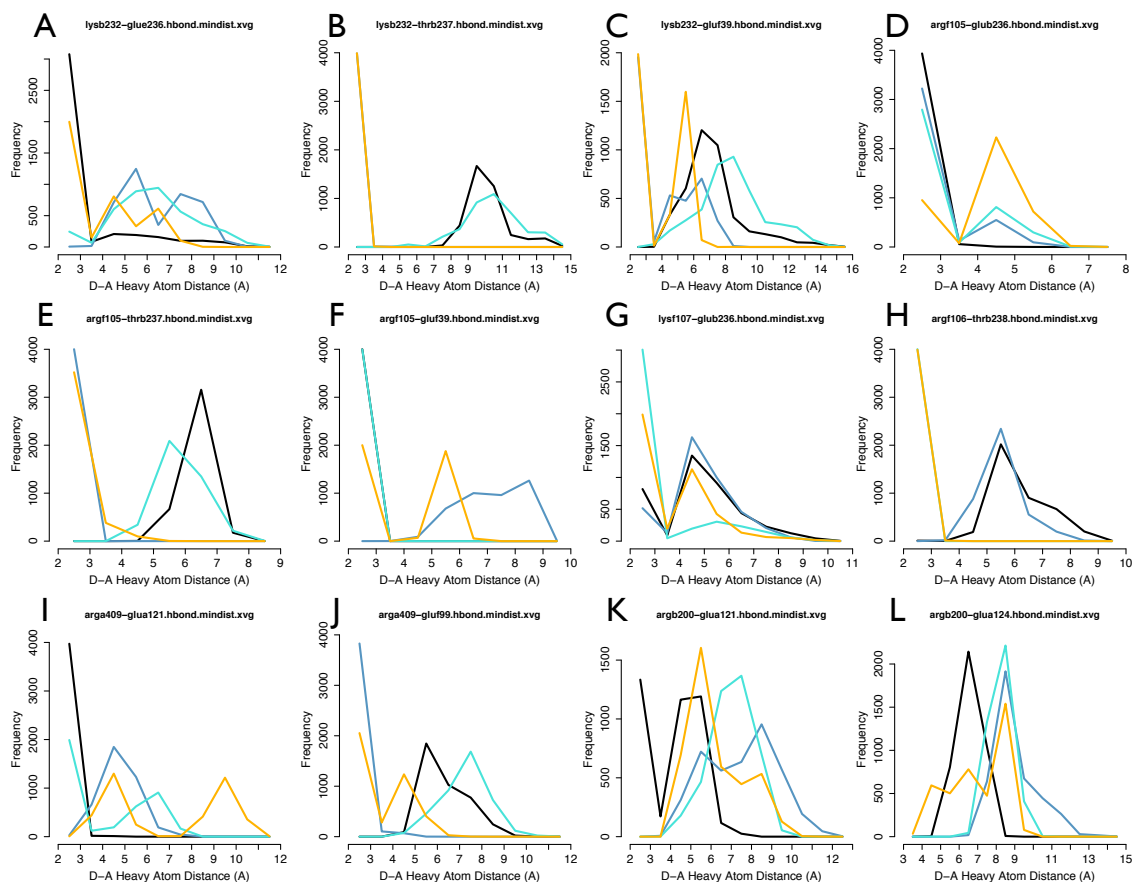 A
lysb232-glue236.hbond.mindist.xvg
Frequency
0 500 1500 2500
2 3 4 5 6 7 8 9 10 12
D-A Heavy Atom Distance (A)
B
lysb232-thrb237.hbond.mindist.xvg
Frequency
0 1000 2000 3000 4000
2 3 4 5 6 7 8 9 11 13 15
D-A Heavy Atom Distance (A)
C
lysb232-gluf39.hbond.mindist.xvg
Frequency
0 500 1000 1500 2000
2 4 6 8 10 12 14 16
D-A Heavy Atom Distance (A)
D
argf105-glub236.hbond.mindist.xvg
Frequency
0 1000 2000 3000 4000
2 3 4 5 6 7 8
D-A Heavy Atom Distance (A)
E
argf105-thrb237.hbond.mindist.xvg
Frequency
0 1000 2000 3000 4000
2 3 4 5 6 7 8 9
D-A Heavy Atom Distance (A)
F
argf105-gluf39.hbond.mindist.xvg
Frequency
0 1000 2000 3000 4000
2 3 4 5 6 7 8 9 10
D-A Heavy Atom Distance (A)
G
lysf107-glub236.hbond.mindist.xvg
Frequency
0 500 1500 2500
2 3 4 5 6 7 8 9 10 11
D-A Heavy Atom Distance (A)
H
argf106-thrb238.hbond.mindist.xvg
Frequency
0 1000 2000 3000 4000
2 3 4 5 6 7 8 9 10
D-A Heavy Atom Distance (A)
I
arga409-glua121.hbond.mindist.xvg
Frequency
0 1000 2000 3000 4000
2 3 4 5 6 7 8 9 10 12
D-A Heavy Atom Distance (A)
J
arga409-gluf99.hbond.mindist.xvg
Frequency
0 1000 2000 3000 4000
2 3 4 5 6 7 8 9 10 12
D-A Heavy Atom Distance (A)
K
argb200-glua121.hbond.mindist.xvg
Frequency
0 500 1000 1500
2 3 4 5 6 7 8 9 10 12
D-A Heavy Atom Distance (A)
L
argb200-glua124.hbond.mindist.xvg
Frequency
0 500 1000 1500 2000
3 4 5 6 7 8 9 11 13 15
D-A Heavy Atom Distance (A)